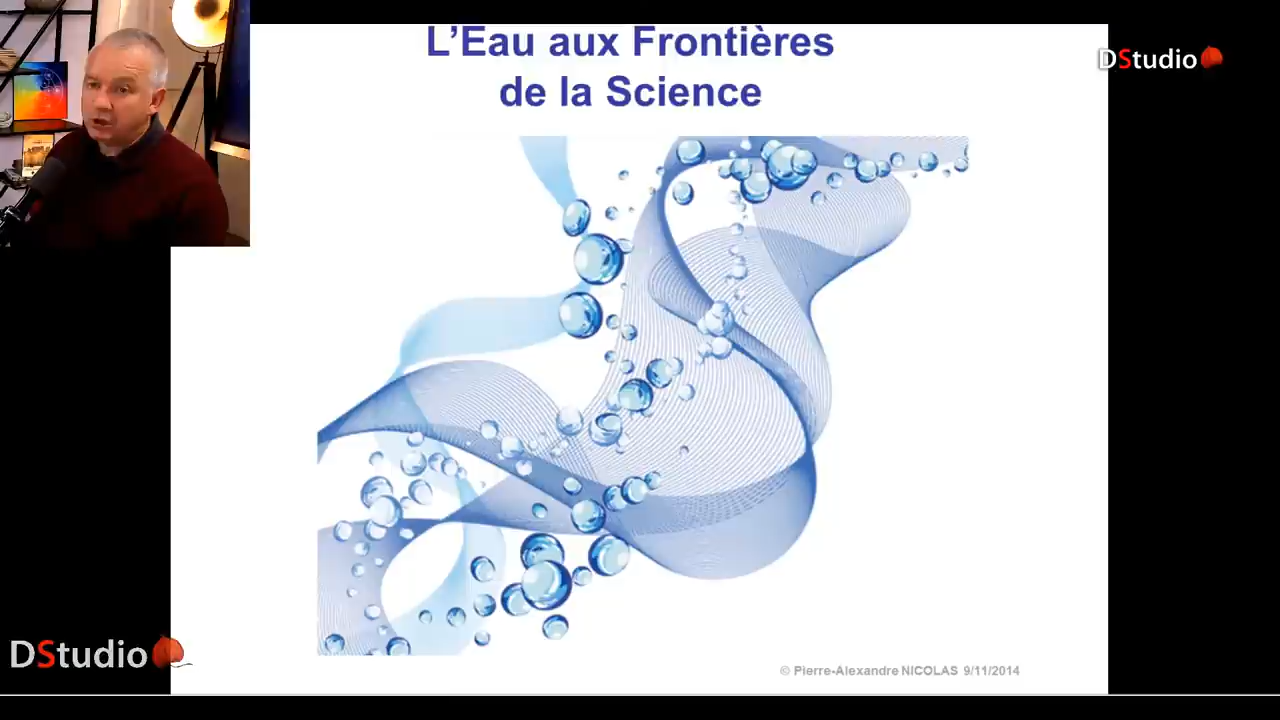 L’Eau aux Frontières
de la Science
DStudio
DStudio
© Pierre-Alexandre NICOLAS 9/11/2014